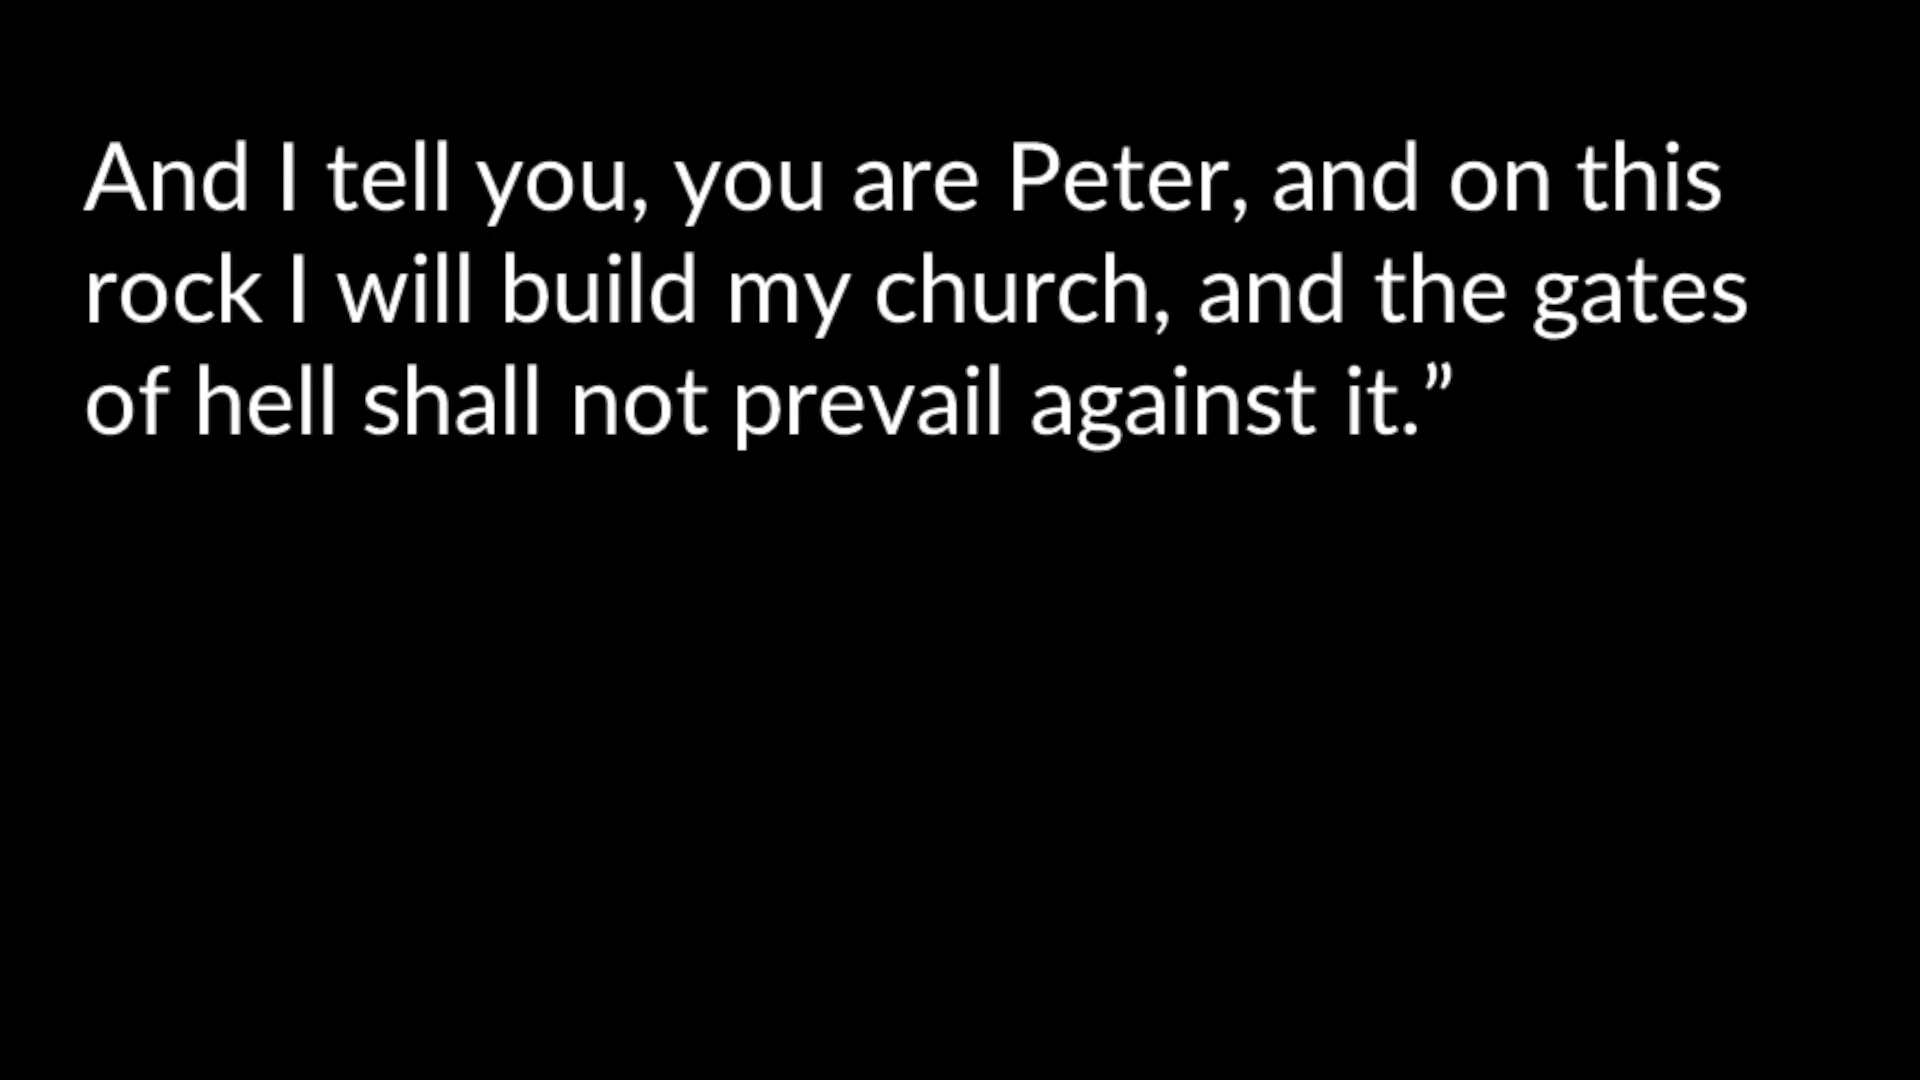 And I tell you, you are Peter, and on this
rock I will build my church, and the gates
of hell shall not prevail against it.”